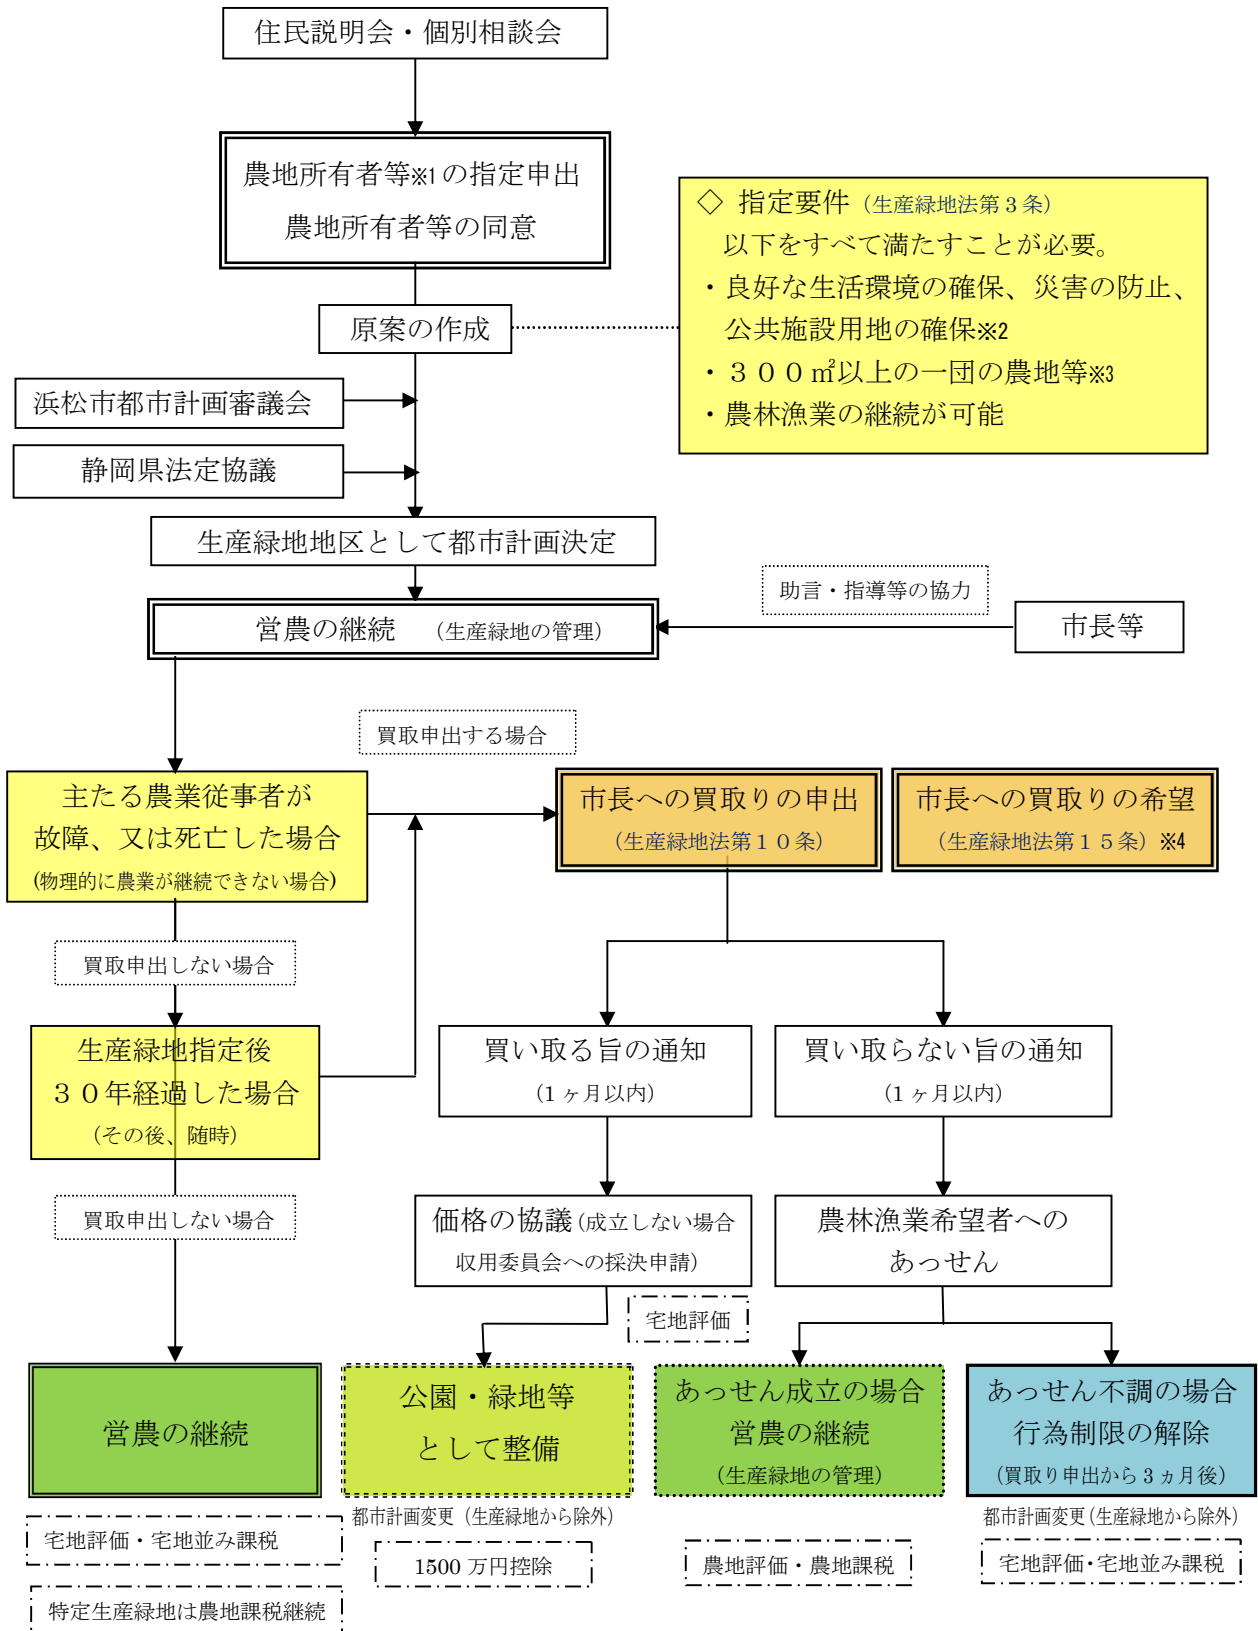 住民説明会・個別相談会
農地所有者等※1の指定申出
農地所有者等の同意
◇ 指定要件（生産緑地法第3条）
以下をすべて満たすことが必要。
・良好な生活環境の確保、災害の防止、
公共施設用地の確保※2
・３００㎡以上の一団の農地等※3
・農林漁業の継続が可能
原案の作成
浜松市都市計画審議会
静岡県法定協議
生産緑地地区として都市計画決定
助言・指導等の協力
営農の継続 （生産緑地の管理）
市長等
買取申出する場合
主たる農業従事者が
故障、又は死亡した場合
(物理的に農業が継続できない場合)
市長への買取りの申出
（生産緑地法第１０条）
市長への買取りの希望
（生産緑地法第１５条）※4
買取申出しない場合
生産緑地指定後
３０年経過した場合
（その後、随時）
買い取る旨の通知
（1ヶ月以内）
買い取らない旨の通知
（1ヶ月以内）
買取申出しない場合
価格の協議（成立しない場合
収用委員会への採決申請）
農林漁業希望者への
あっせん
宅地評価
営農の継続
公園・緑地等
として整備
あっせん成立の場合
営農の継続
（生産緑地の管理）
あっせん不調の場合
行為制限の解除
（買取り申出から3ヵ月後）
都市計画変更（生産緑地から除外）
都市計画変更（生産緑地から除外）
宅地評価・宅地並み課税
1500万円控除
農地評価・農地課税
宅地評価・宅地並み課税
特定生産緑地は農地課税継続